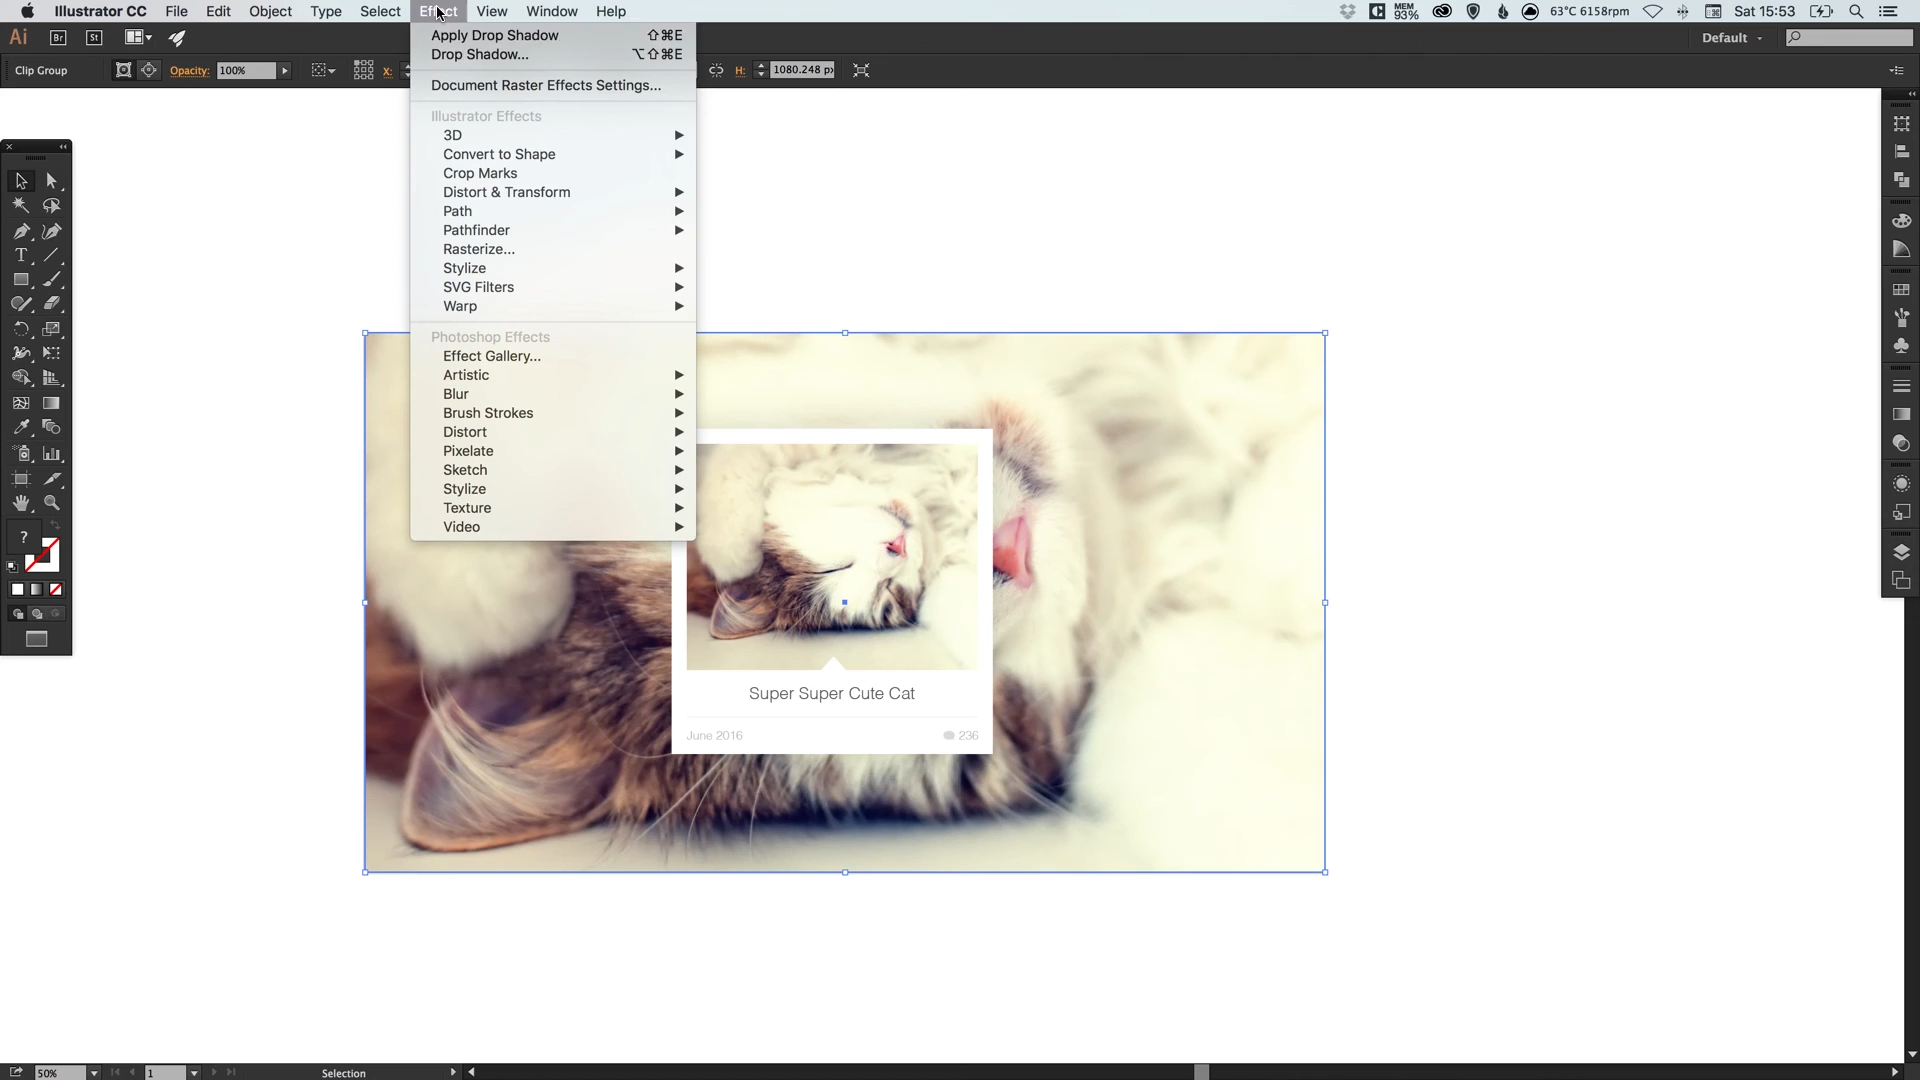 Illustrator CC File Edit Object Type Select Effect View Window Help MEM 93% 63°C 6158rpm Sat 15:53
Ai Br St Default
Clip Group Opacity: 100% X: H: 1080.248 px
Apply Drop Shadow ⇧⌘E
Drop Shadow... ⌥⇧⌘E
Document Raster Effects Settings...
Illustrator Effects
3D
Convert to Shape
Crop Marks
Distort & Transform
Path
Pathfinder
Rasterize...
Stylize
SVG Filters
Warp
Photoshop Effects
Effect Gallery...
Artistic
Blur
Brush Strokes
Distort
Pixelate
Sketch
Stylize
Texture
Video
?
Super Super Cute Cat
June 2016 236
50% 1 Selection